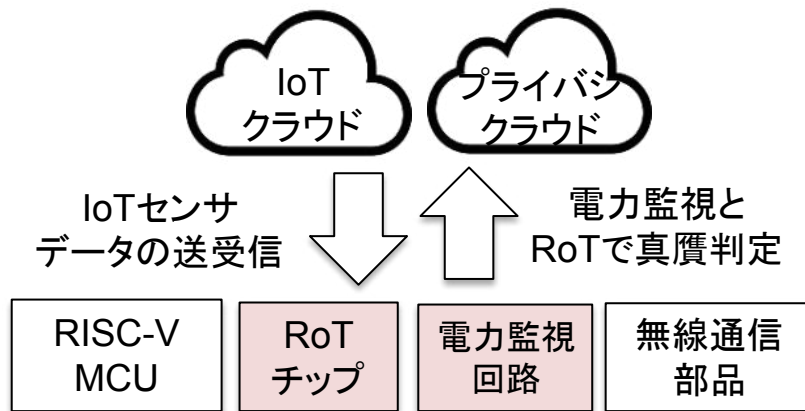 IoT
クラウド
プライバシ
クラウド
IoTセンサ
データの送受信
電力監視と
RoTで真贋判定
RISC-V
MCU
RoT
チップ
電力監視
回路
無線通信
部品